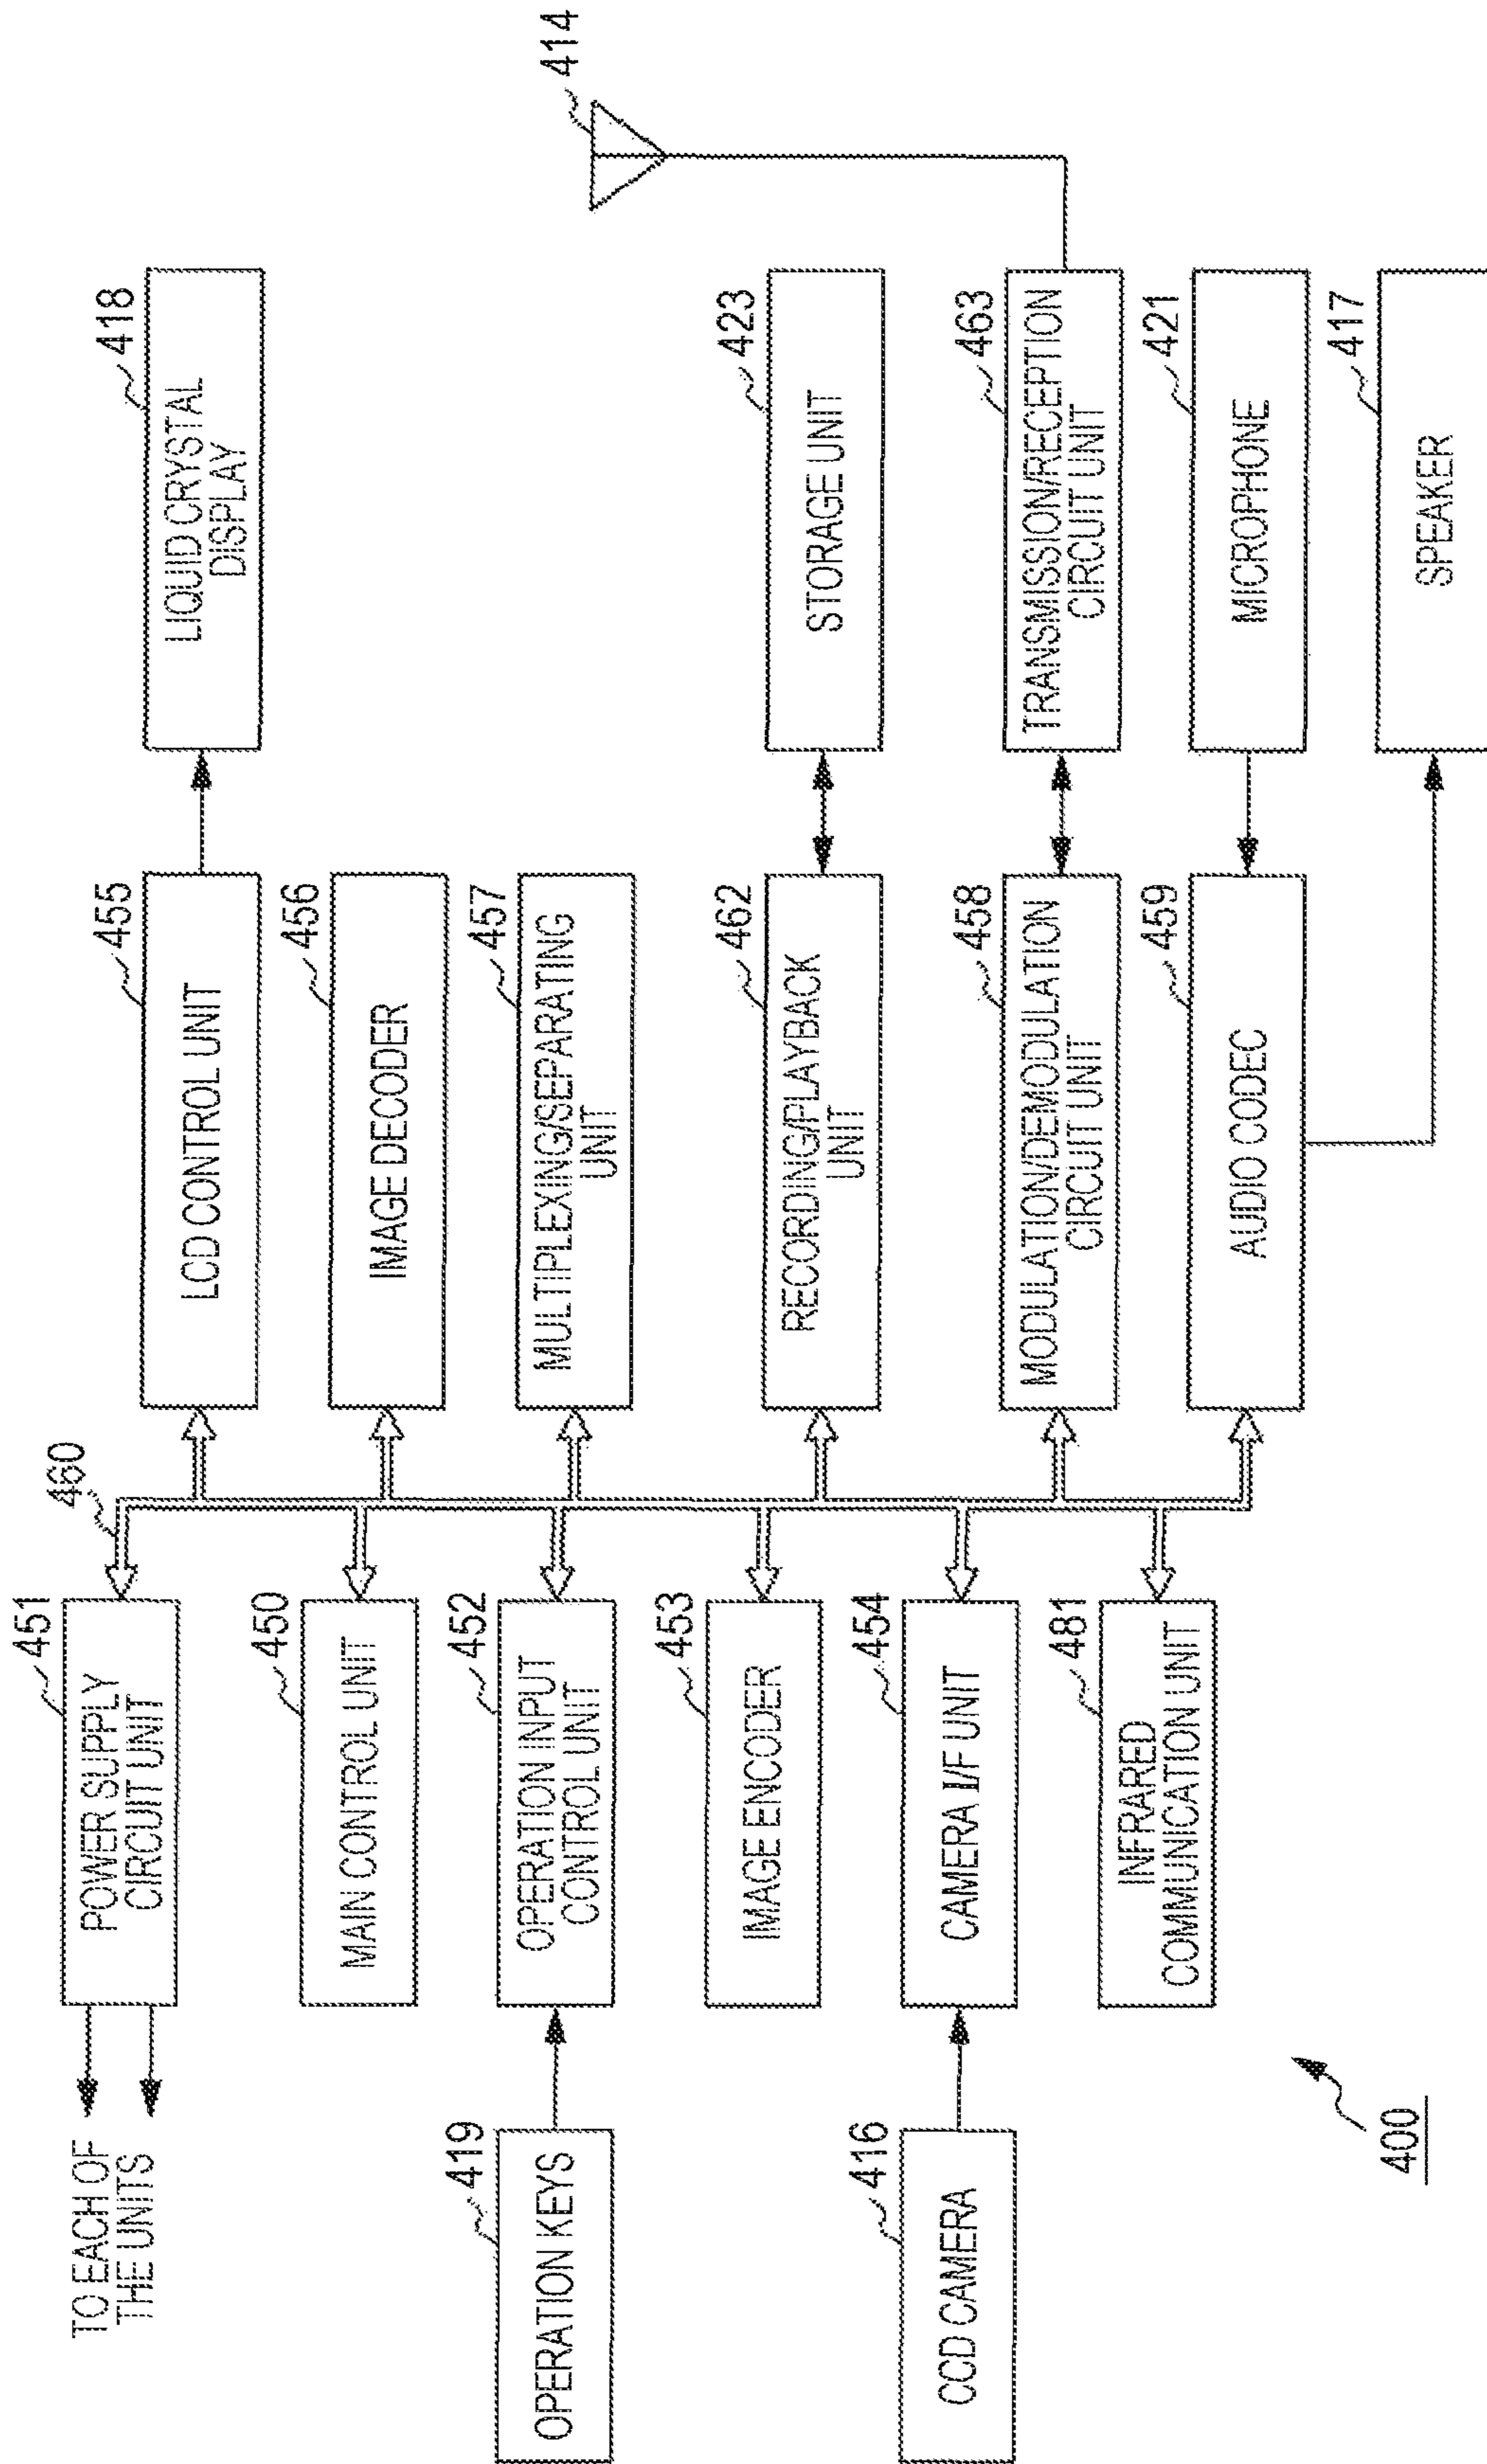 TO EACH OF
THE UNITS
451
POWER SUPPLY
CIRCUIT UNIT
460
450
MAIN CONTROL UNIT
419
OPERATION KEYS
452
OPERATION INPUT
CONTROL UNIT
453
IMAGE ENCODER
416
CCD CAMERA
454
CAMERA I/F UNIT
481
INFRARED
COMMUNICATION UNIT
400
455
LCD CONTROL UNIT
418
LIQUID CRYSTAL
DISPLAY
456
IMAGE DECODER
457
MULTIPLEXING/SEPARATING
UNIT
462
RECORDING/PLAYBACK
UNIT
423
STORAGE UNIT
458
MODULATION/DEMODULATION
CIRCUIT UNIT
463
TRANSMISSION/RECEPTION
CIRCUIT UNIT
414
459
AUDIO CODEC
421
MICROPHONE
417
SPEAKER